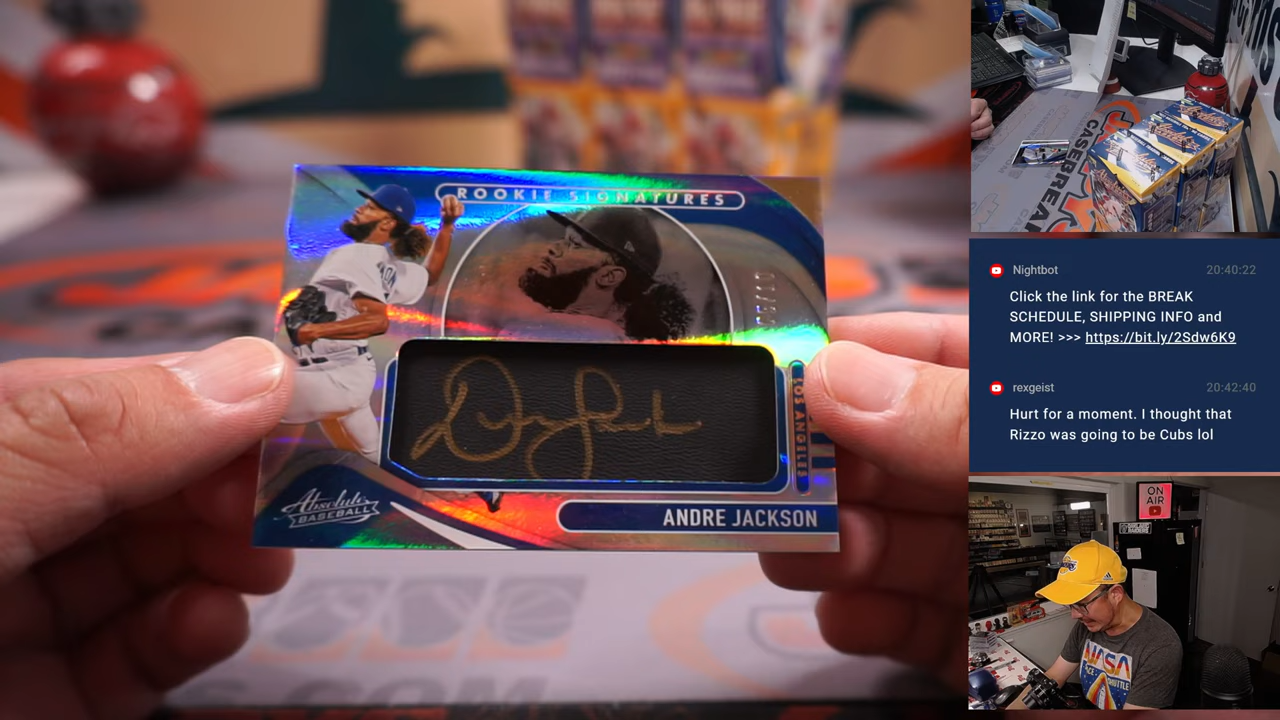 ROOKIE SIGNATURES
LOS ANGELES
Absolute
BASEBALL
ANDRE JACKSON
CASEBREAK
Nightbot
20:40:22
Click the link for the BREAK
SCHEDULE, SHIPPING INFO and
MORE! >>> https://bit.ly/2Sdw6K9
rexgeist
20:42:40
Hurt for a moment. I thought that
Rizzo was going to be Cubs lol
ON
AIR
NASA